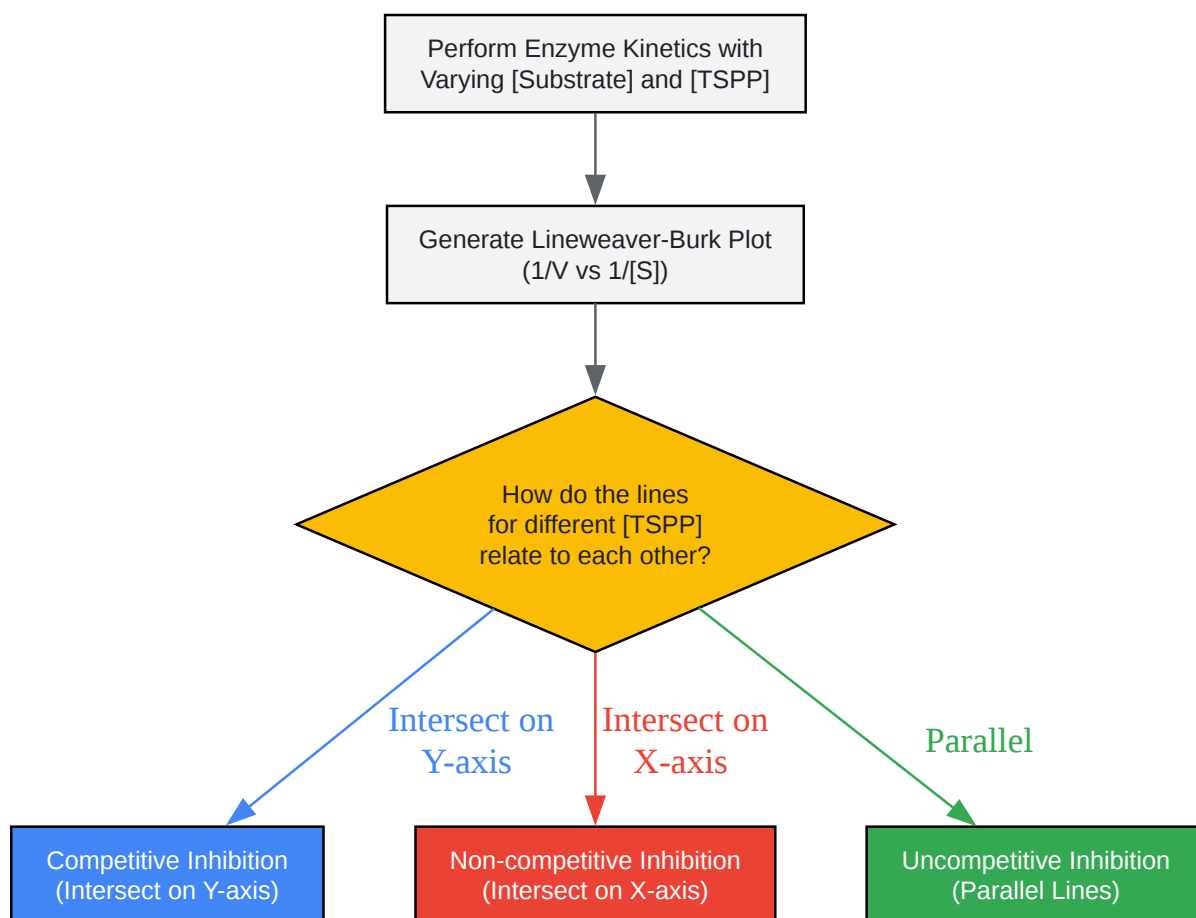 Perform Enzyme Kinetics with
Varying [Substrate] and [TSPP]
Generate Lineweaver-Burk Plot
(1/V vs 1/[S])
How do the lines
for different [TSPP]
relate to each other?
Intersect on
Y-axis
Intersect on
X-axis
Parallel
Competitive Inhibition
(Intersect on Y-axis)
Non-competitive Inhibition
(Intersect on X-axis)
Uncompetitive Inhibition
(Parallel Lines)